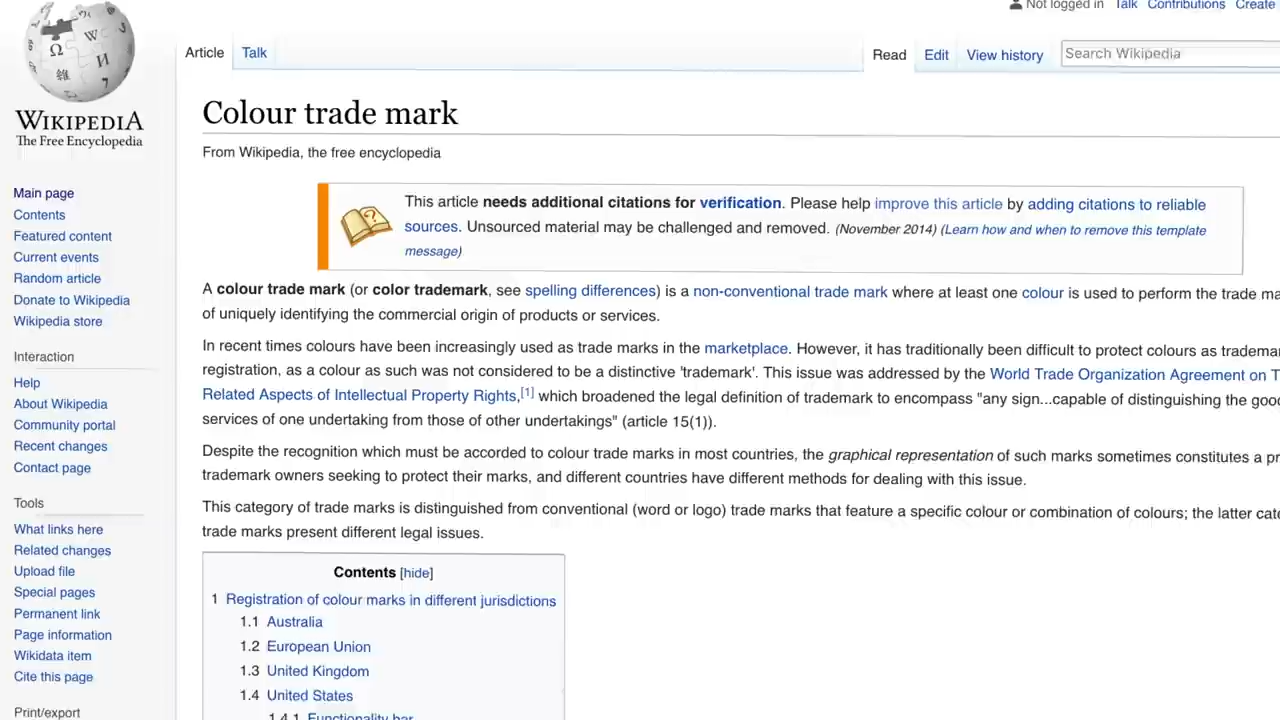 Not logged in Talk Contributions Create
Article Talk Read Edit View history Search Wikipedia
WIKIPEDIA
The Free Encyclopedia
Main page
Contents
Featured content
Current events
Random article
Donate to Wikipedia
Wikipedia store
Interaction
Help
About Wikipedia
Community portal
Recent changes
Contact page
Tools
What links here
Related changes
Upload file
Special pages
Permanent link
Page information
Wikidata item
Cite this page
Print/export
Colour trade mark
From Wikipedia, the free encyclopedia
This article needs additional citations for verification. Please help improve this article by adding citations to reliable
sources. Unsourced material may be challenged and removed. (November 2014) (Learn how and when to remove this template
message)
A colour trade mark (or color trademark, see spelling differences) is a non-conventional trade mark where at least one colour is used to perform the trade
of uniquely identifying the commercial origin of products or services.
In recent times colours have been increasingly used as trade marks in the marketplace. However, it has traditionally been difficult to protect colours as
registration, as a colour as such was not considered to be a distinctive 'trademark'. This issue was addressed by the World Trade Organization Agreement on
Related Aspects of Intellectual Property Rights,[1] which broadened the legal definition of trademark to encompass "any sign...capable of distinguishing the
services of one undertaking from those of other undertakings" (article 15(1)).
Despite the recognition which must be accorded to colour trade marks in most countries, the graphical representation of such marks sometimes constitutes a
trademark owners seeking to protect their marks, and different countries have different methods for dealing with this issue.
This category of trade marks is distinguished from conventional (word or logo) trade marks that feature a specific colour or combination of colours; the latter
trade marks present different legal issues.
Contents [hide]
1 Registration of colour marks in different jurisdictions
1.1 Australia
1.2 European Union
1.3 United Kingdom
1.4 United States
1.4.1 Functionality bar